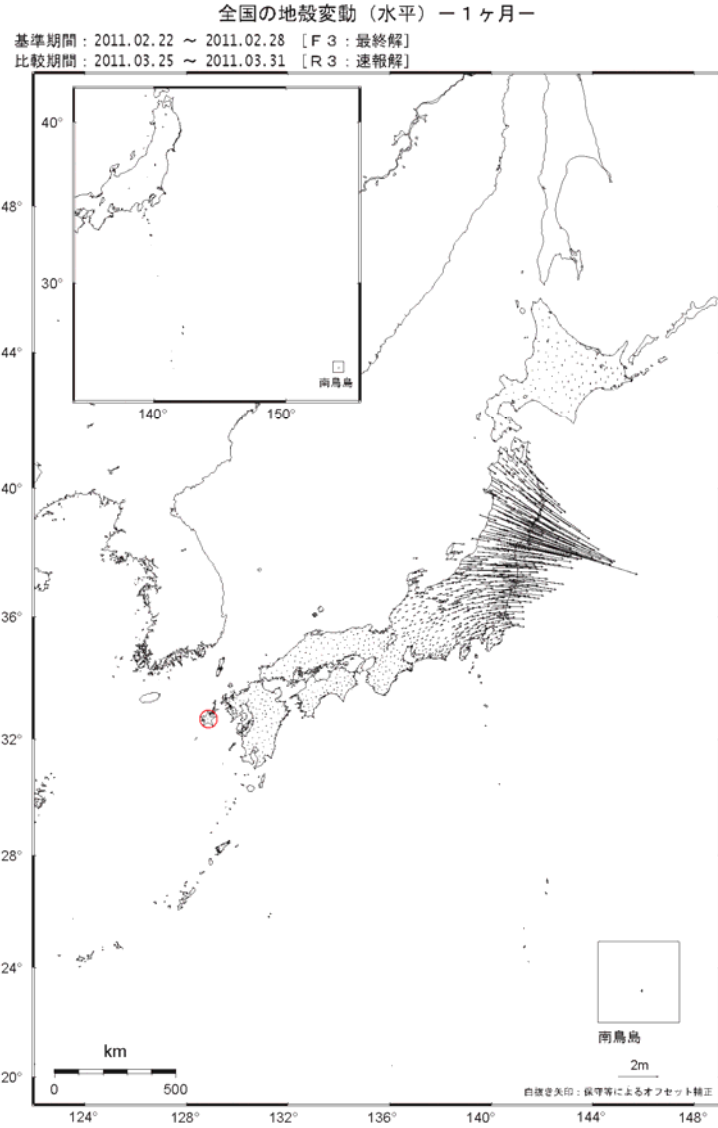 全国の地殻変動（水平）－１ヶ月－
基準期間：2011.02.22 ～ 2011.02.28 ［Ｆ３：最終解］
比較期間：2011.03.25 ～ 2011.03.31 ［Ｒ３：速報解］
40°
30°
南鳥島
140°
150°
48°
44°
40°
36°
32°
28°
24°
20°
南鳥島
km
0
500
2m
白抜き矢印：保守等によるオフセット補正
124°
128°
132°
136°
140°
144°
148°